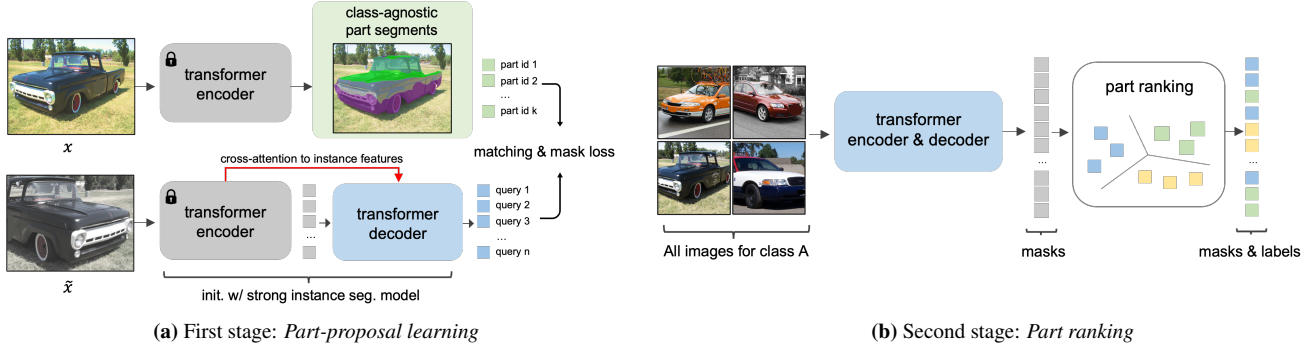 class-agnostic
part segments
transformer
encoder
part id 1
part id 2
...
part id k
x
matching & mask loss
cross-attention to instance features
transformer
encoder
...
transformer
decoder
query 1
query 2
query 3
...
query n
x̃
init. w/ strong instance seg. model
(a) First stage: Part-proposal learning
All images for class A
transformer
encoder & decoder
...
masks
part ranking
...
masks & labels
(b) Second stage: Part ranking